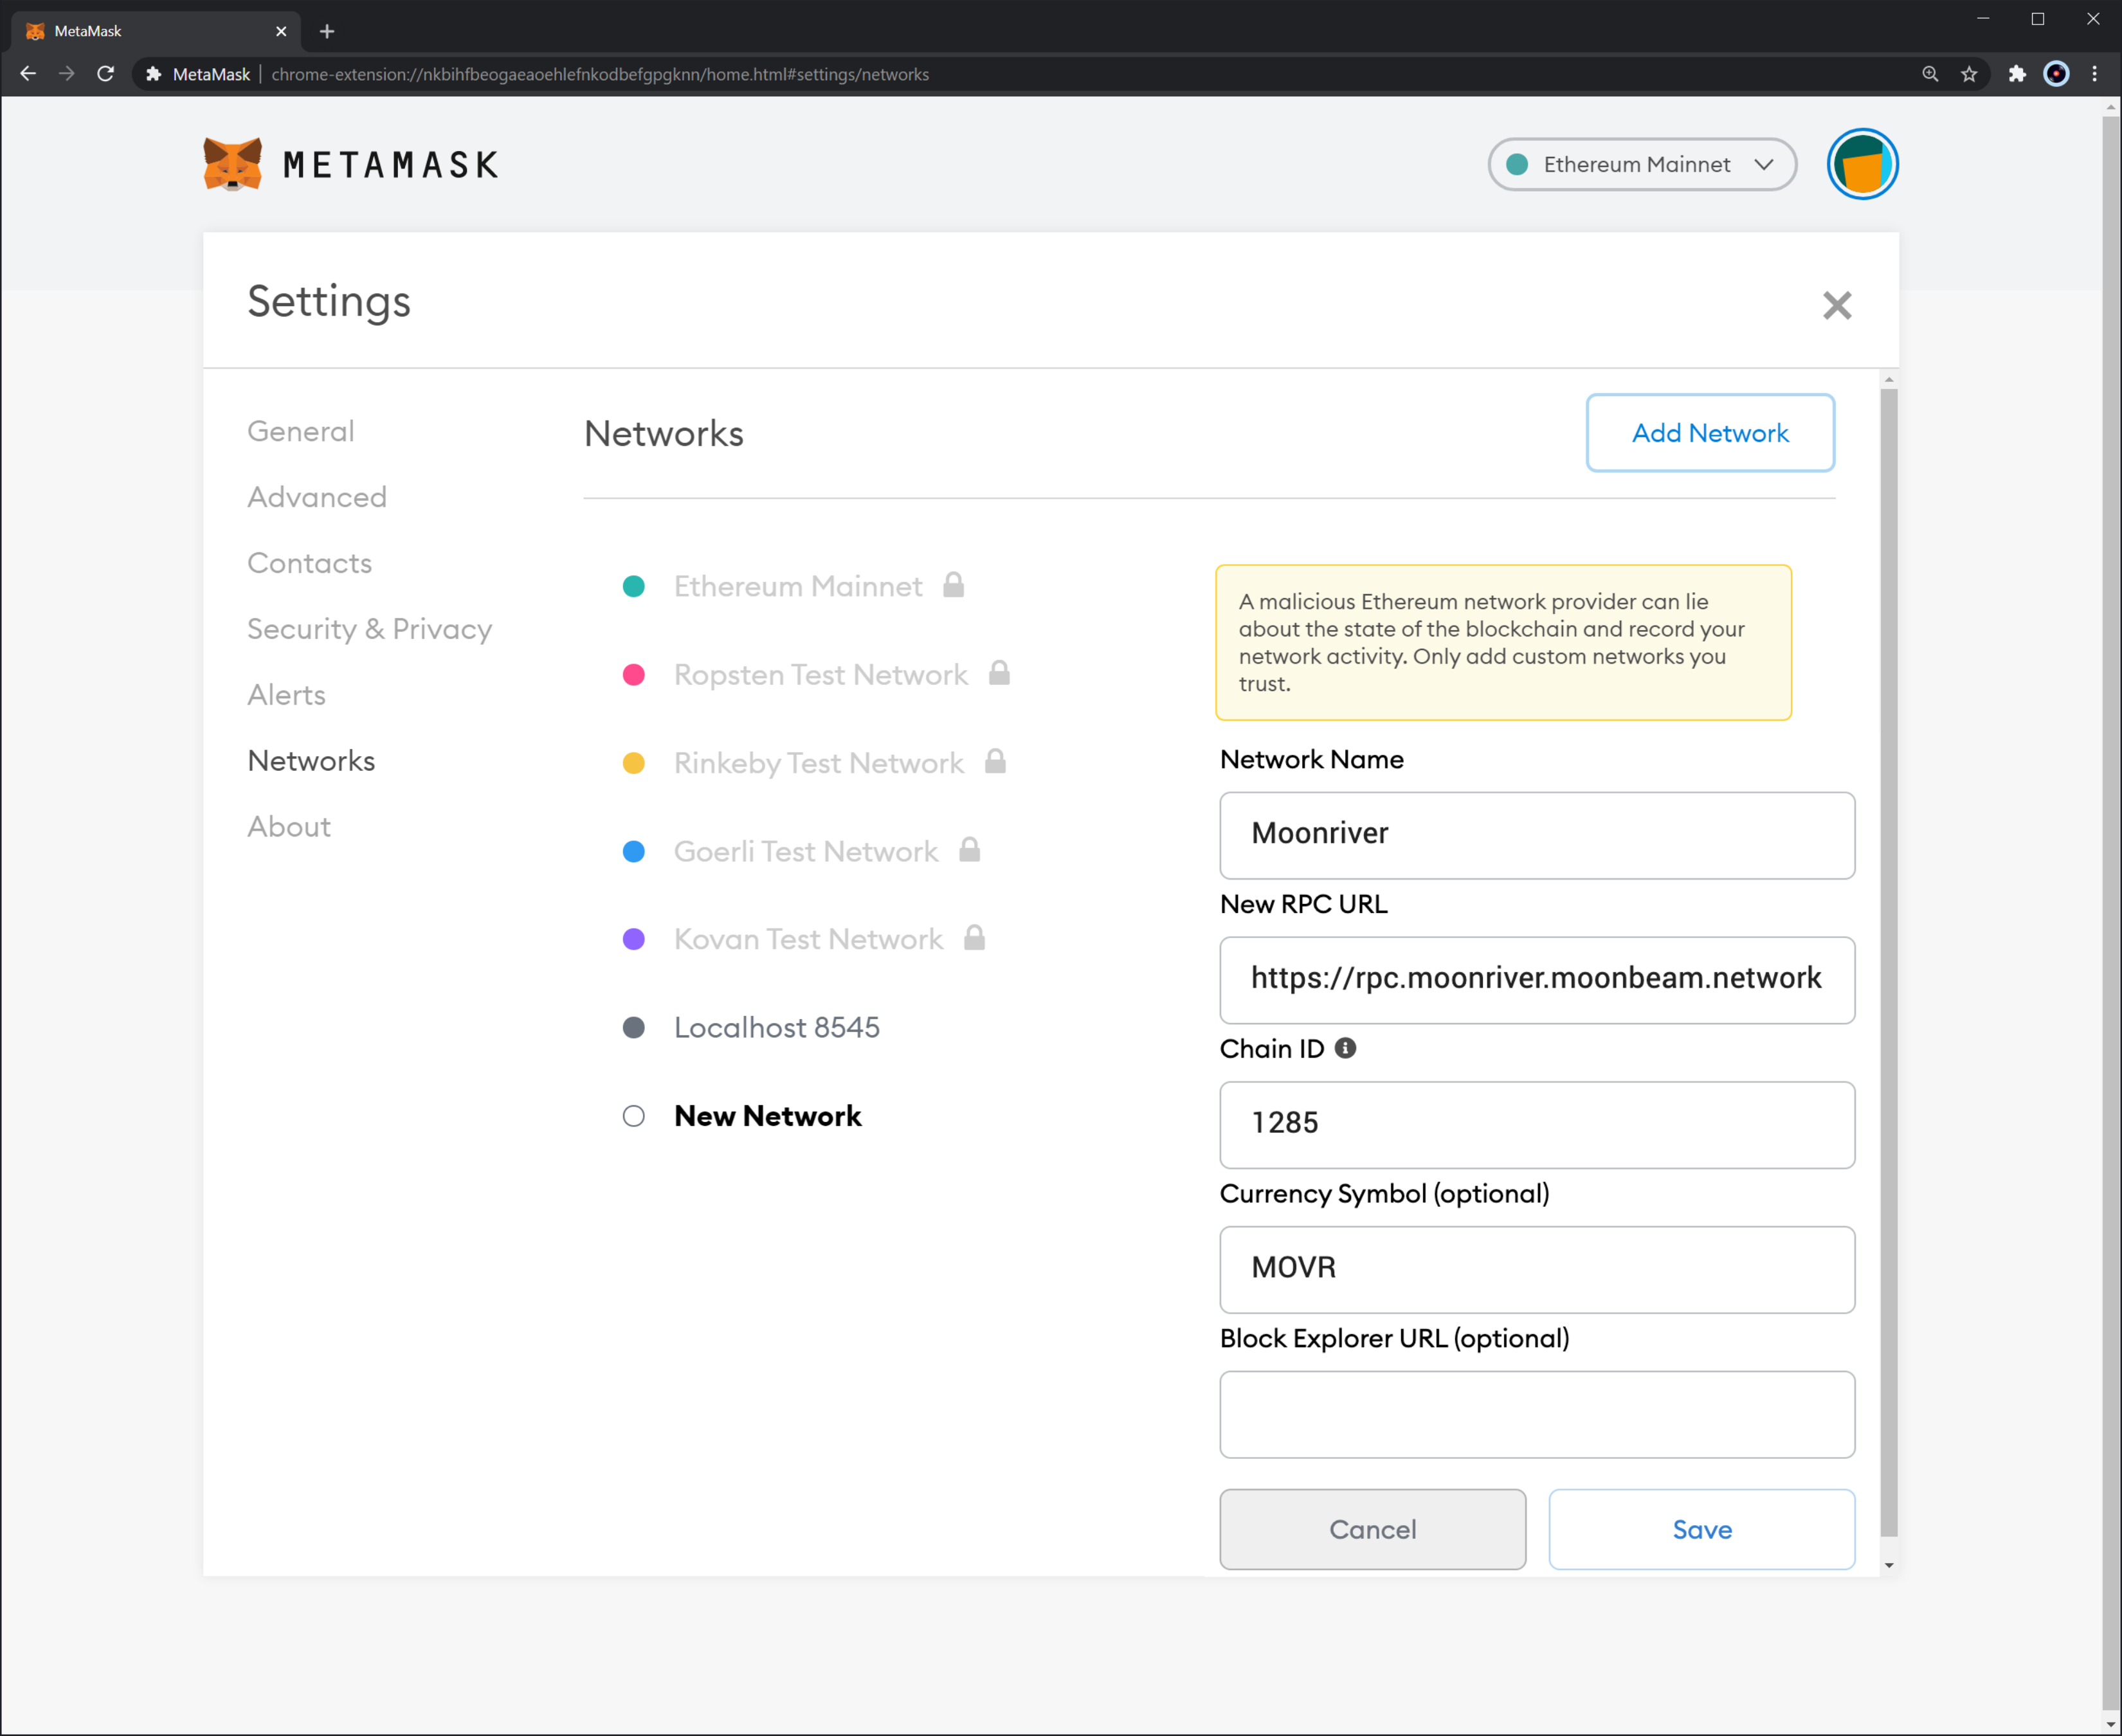 MetaMask
MetaMask | chrome-extension://nkbihfbeogaeaoehlefnkodbefgpgknn/home.html#settings/networks
METAMASK
Ethereum Mainnet
Settings
General
Advanced
Contacts
Security & Privacy
Alerts
Networks
About
Networks
Add Network
Ethereum Mainnet
Ropsten Test Network
Rinkeby Test Network
Goerli Test Network
Kovan Test Network
Localhost 8545
New Network
A malicious Ethereum network provider can lie
about the state of the blockchain and record your
network activity. Only add custom networks you
trust.
Network Name
Moonriver
New RPC URL
https://rpc.moonriver.moonbeam.network
Chain ID
1285
Currency Symbol (optional)
MOVR
Block Explorer URL (optional)
Cancel
Save